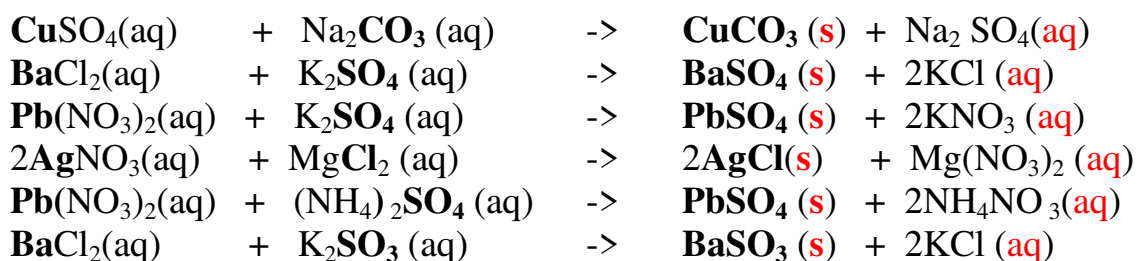 CuSO₄(aq) + Na₂CO₃ (aq) -> CuCO₃ (s) + Na₂ SO₄(aq)
BaCl₂(aq) + K₂SO₄ (aq) -> BaSO₄ (s) + 2KCl (aq)
Pb(NO₃)₂(aq) + K₂SO₄ (aq) -> PbSO₄ (s) + 2KNO₃ (aq)
2AgNO₃(aq) + MgCl₂ (aq) -> 2AgCl(s) + Mg(NO₃)₂ (aq)
Pb(NO₃)₂(aq) + (NH₄) ₂SO₄ (aq) -> PbSO₄ (s) + 2NH₄NO ₃(aq)
BaCl₂(aq) + K₂SO₃ (aq) -> BaSO₃ (s) + 2KCl (aq)